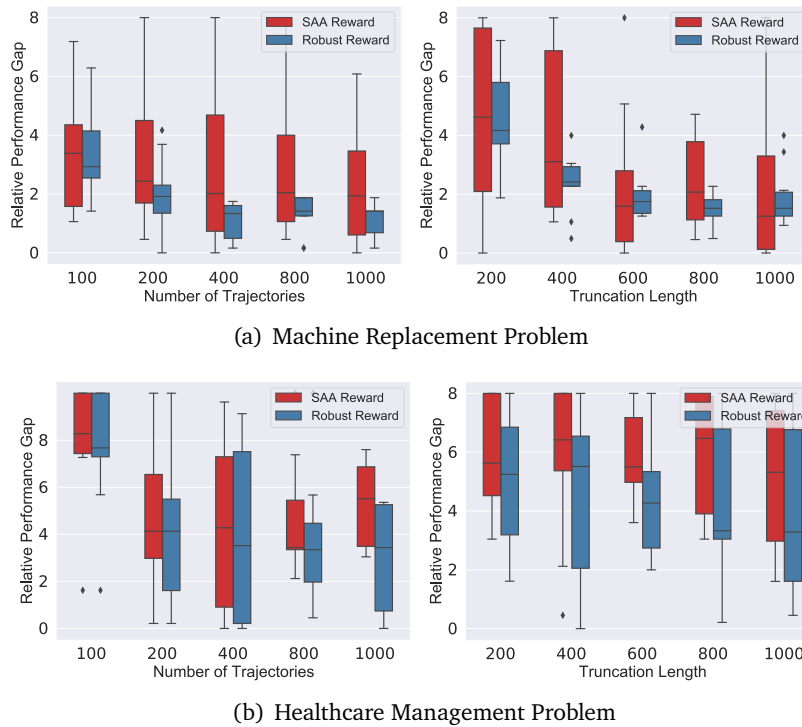 8
6
4
2
0
Relative Performance Gap
SAA Reward
Robust Reward
100 200 400 800 1000
Number of Trajectories
8
6
4
2
0
Relative Performance Gap
SAA Reward
Robust Reward
200 400 600 800 1000
Truncation Length
(a) Machine Replacement Problem
8
6
4
2
0
Relative Performance Gap
SAA Reward
Robust Reward
100 200 400 800 1000
Number of Trajectories
8
6
4
2
0
Relative Performance Gap
SAA Reward
Robust Reward
200 400 600 800 1000
Truncation Length
(b) Healthcare Management Problem